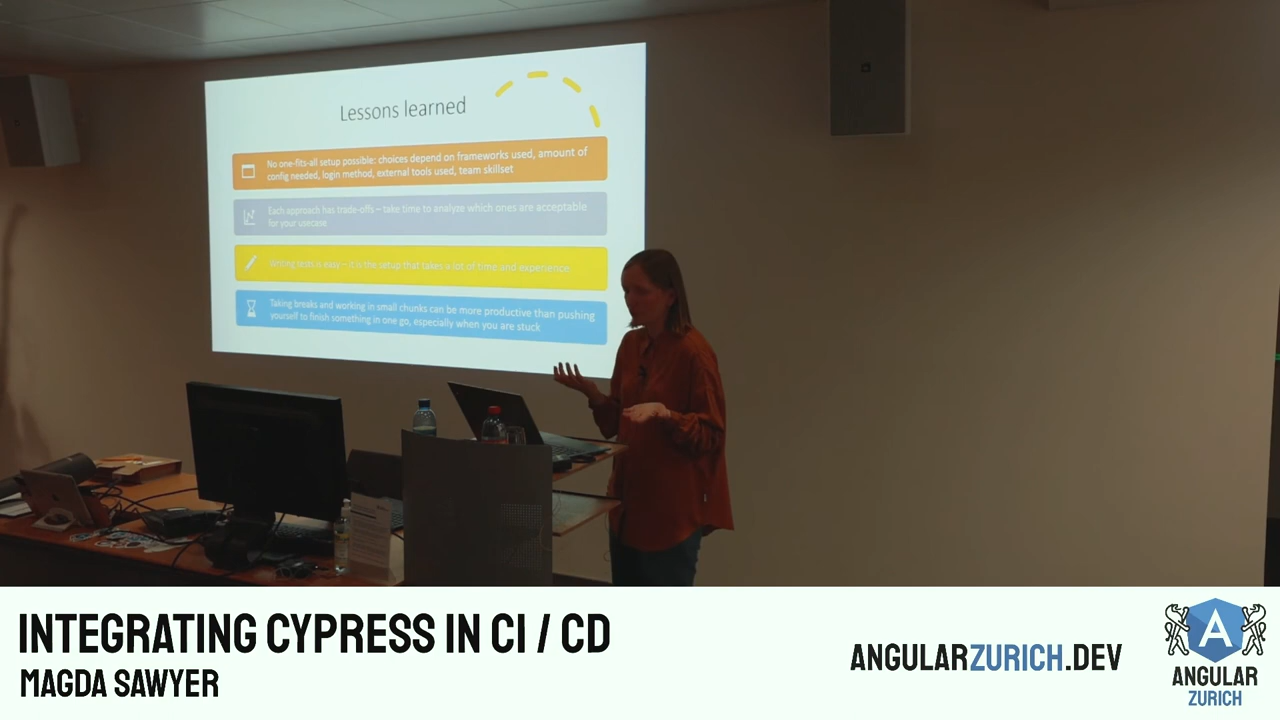 Lessons learned
No one-fits-all setup possible: choices depend on frameworks used, amount of
config needed, login method, external tools used, team skillset
Each approach has trade-offs – take time to analyze which ones are acceptable
for your usecase
Writing tests is easy – it is the setup that takes a lot of time and experience
Taking breaks and working in small chunks can be more productive than pushing
yourself to finish something in one go, especially when you are stuck
INTEGRATING CYPRESS IN CI / CD
MAGDA SAWYER
ANGULARZURICH.DEV
A
ANGULAR
ZURICH